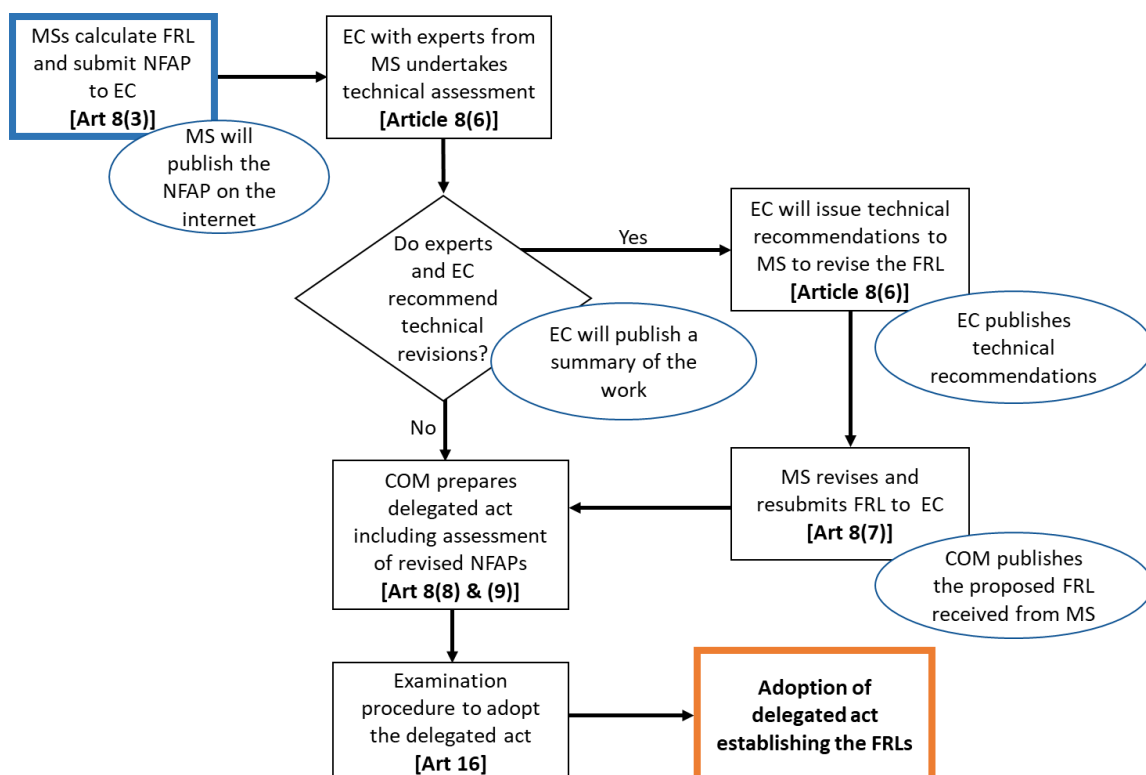 MSs calculate FRL
and submit NFAP
to EC
[Art 8(3)]
MS will
publish the
NFAP on the
internet
EC with experts from
MS undertakes
technical assessment
[Article 8(6)]
Do experts
and EC
recommend
technical
revisions?
Yes
EC will publish a
summary of the
work
EC will issue technical
recommendations to
MS to revise the FRL
[Article 8(6)]
EC publishes
technical
recommendations
No
COM prepares
delegated act
including assessment
of revised NFAPs
[Art 8(8) & (9)]
MS revises and
resubmits FRL to EC
[Art 8(7)]
COM publishes
the proposed FRL
received from MS
Examination
procedure to adopt
the delegated act
[Art 16]
Adoption of
delegated act
establishing the FRLs